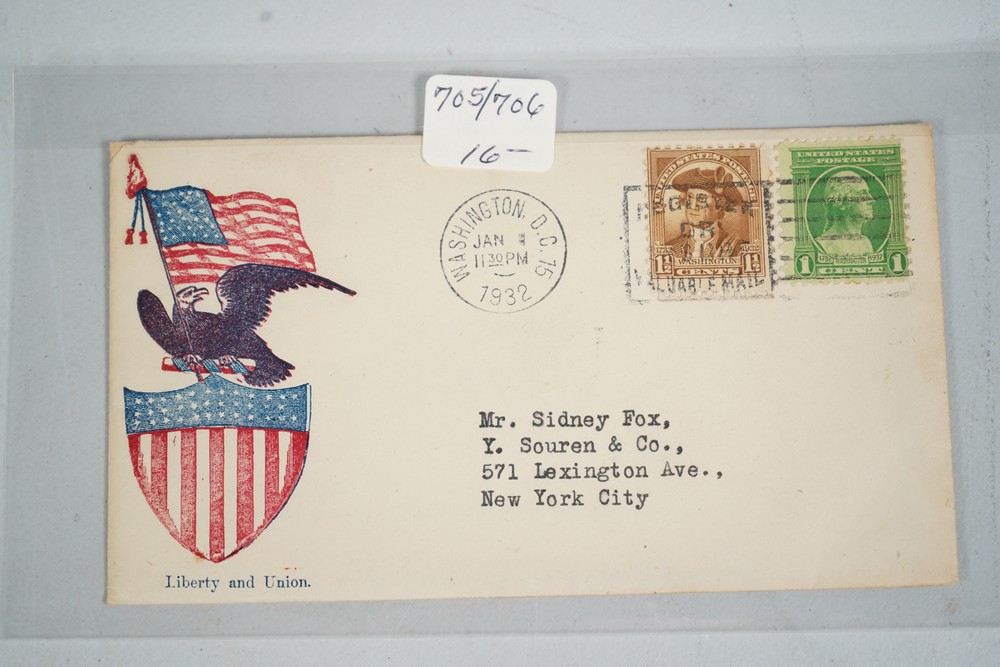 705/706
16-
WASHINGTON, D.C. 15
JAN 1
11 30 PM
1932
UNITED STATES POSTAGE
WASHINGTON
1½ CENTS 1½
UNITED STATES
POSTAGE
1 CENT 1
OR
Mr. Sidney Fox,
Y. Souren & Co.,
571 Lexington Ave.,
New York City
Liberty and Union.